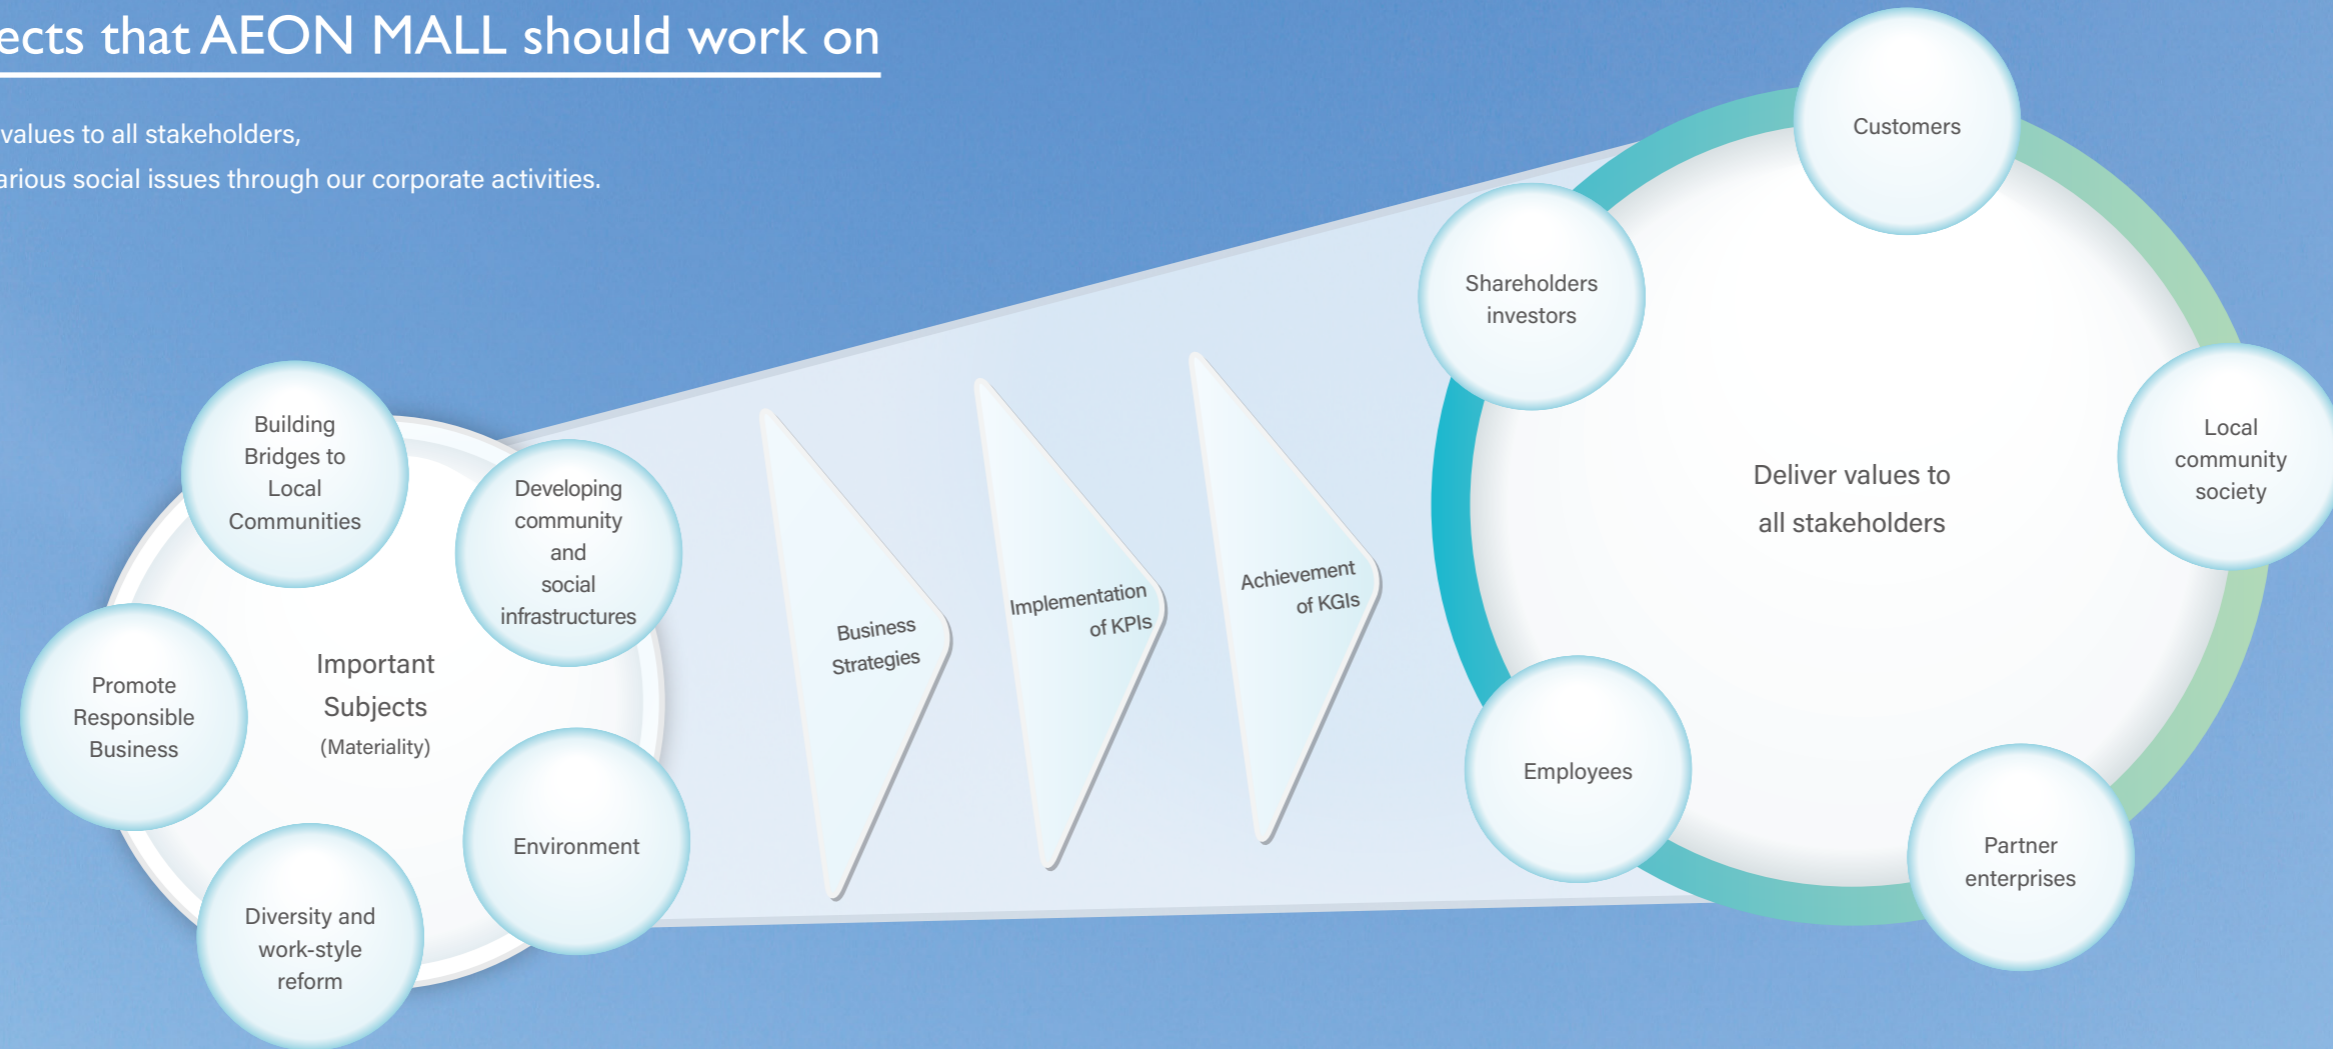 ects that AEON MALL should work on
values to all stakeholders,
arious social issues through our corporate activities.
Building
Bridges to
Local
Communities
Developing
community
and
social
infrastructures
Promote
Responsible
Business
Important
Subjects
(Materiality)
Environment
Diversity and
work-style
reform
Business
Strategies
Implementation
of KPIs
Achievement
of KGIs
Customers
Shareholders
investors
Local
community
society
Deliver values to
all stakeholders
Employees
Partner
enterprises